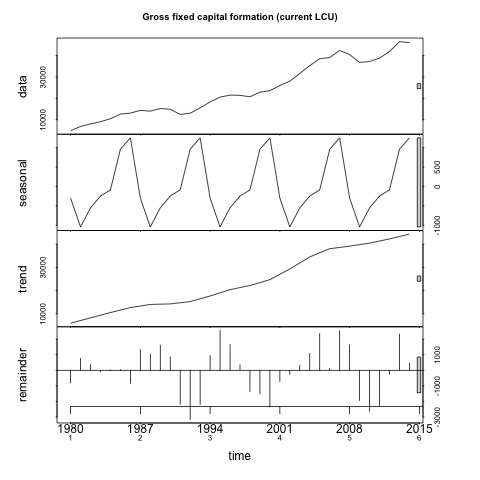 Gross fixed capital formation (current LCU)
data
10000 30000
seasonal
-1000 0 500
trend
10000 30000
remainder
-3000 -1000 1000
1980 1987 1994 2001 2008 2015
1 2 3 4 5 6
time